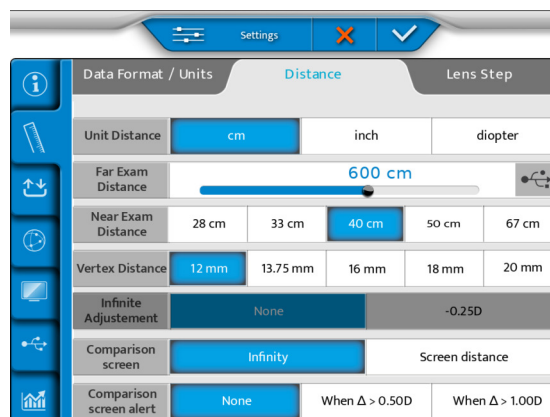 Settings
Data Format / Units
Distance
Lens Step
Unit Distance
cm
inch
diopter
Far Exam
Distance
600 cm
Near Exam
Distance
28 cm
33 cm
40 cm
50 cm
67 cm
Vertex Distance
12 mm
13.75 mm
16 mm
18 mm
20 mm
Infinite
Adjustement
None
-0.25D
Comparison
screen
Infinity
Screen distance
Comparison
screen alert
None
When Δ > 0.50D
When Δ > 1.00D